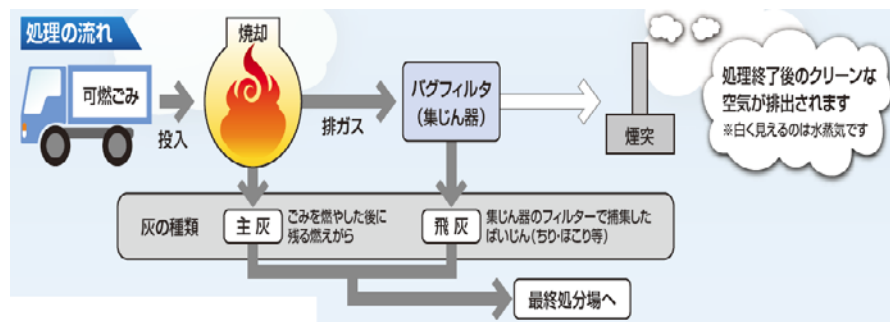 処理の流れ
可燃ごみ
投入
焼却
排ガス
バグフィルタ
（集じん器）
煙突
処理終了後のクリーンな
空気が排出されます
※白く見えるのは水蒸気です
灰の種類
主灰
ごみを燃やした後に
残る燃えがら
飛灰
集じん器のフィルターで捕集した
ばいじん（ちり・ほこり等）
最終処分場へ